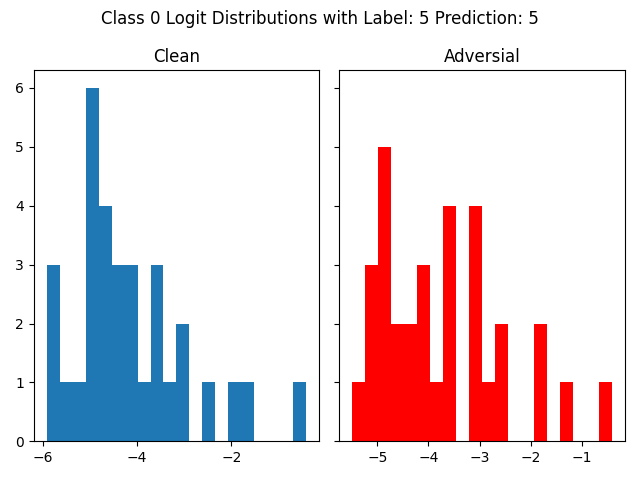 Class 0 Logit Distributions with Label: 5 Prediction: 5
Clean
Adversial
6
5
4
3
2
1
0
−6 −4 −2
−5 −4 −3 −2 −1